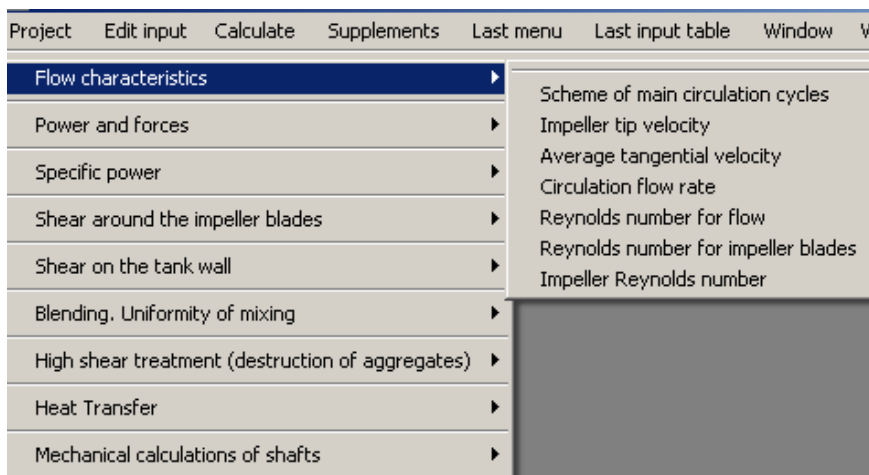 Project Edit input Calculate Supplements Last menu Last input table Window
Flow characteristics
Power and forces
Specific power
Shear around the impeller blades
Shear on the tank wall
Blending. Uniformity of mixing
High shear treatment (destruction of aggregates)
Heat Transfer
Mechanical calculations of shafts
Scheme of main circulation cycles
Impeller tip velocity
Average tangential velocity
Circulation flow rate
Reynolds number for flow
Reynolds number for impeller blades
Impeller Reynolds number